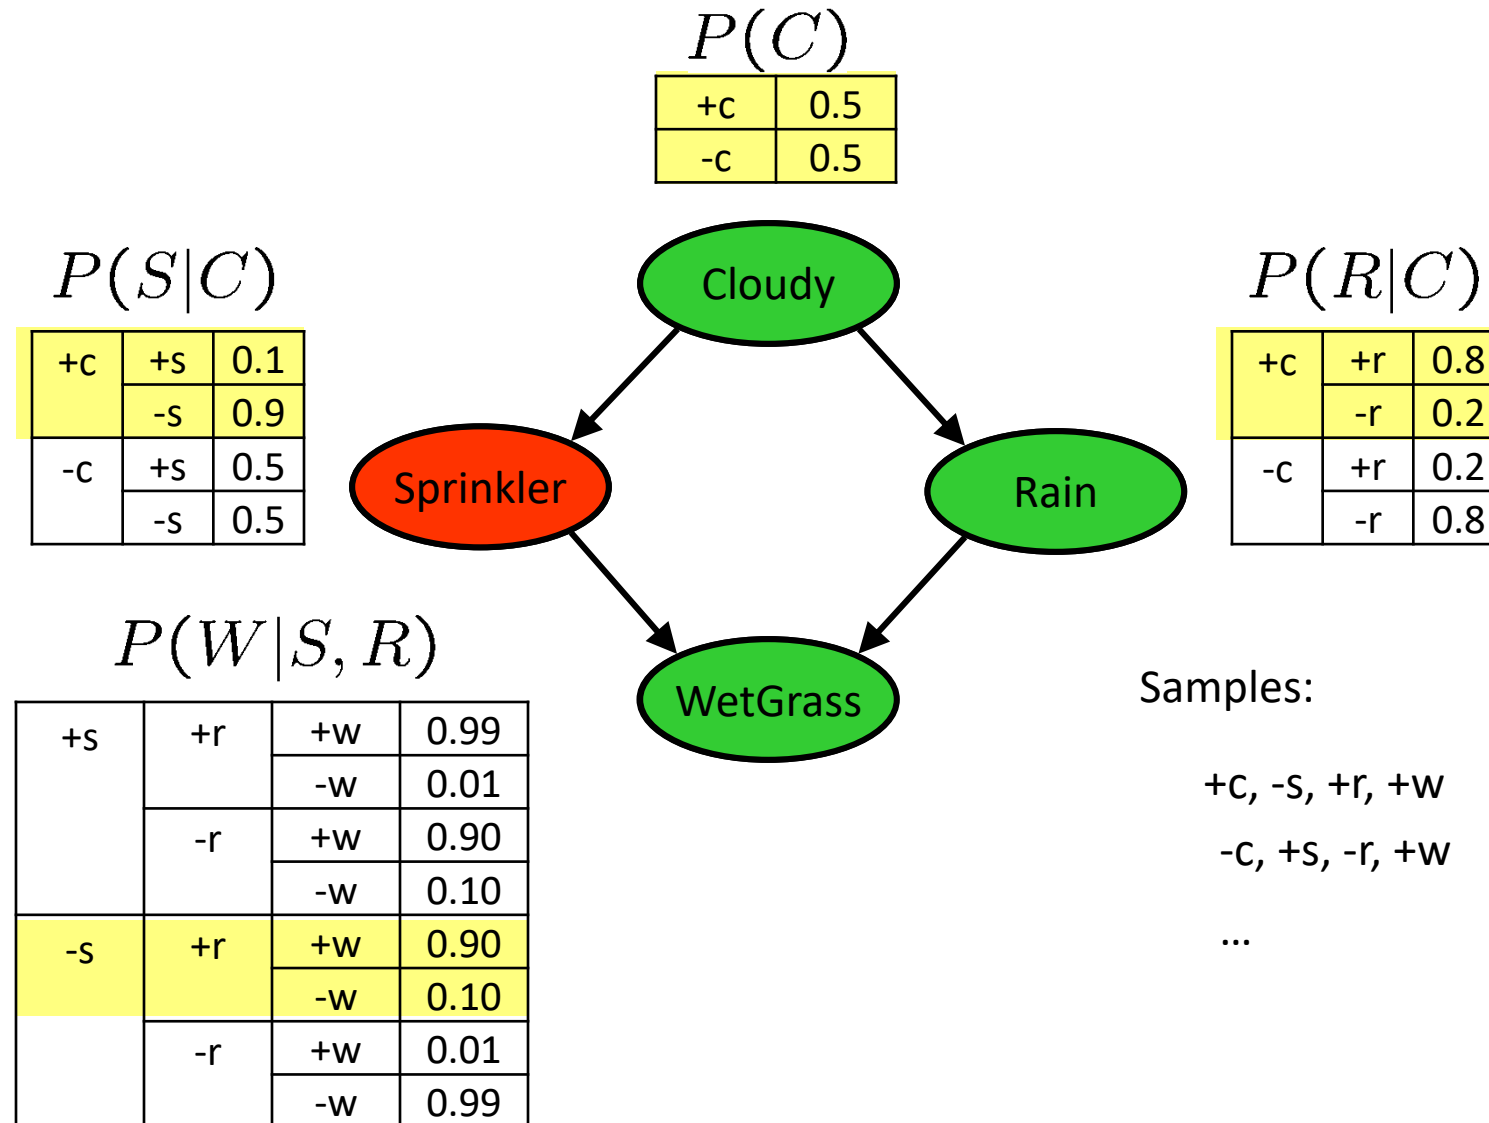 P(C)
+c 0.5
-c 0.5
Cloudy
P(S|C)
+c +s 0.1
-s 0.9
-c +s 0.5
-s 0.5
P(R|C)
+c +r 0.8
-r 0.2
-c +r 0.2
-r 0.8
Sprinkler
Rain
WetGrass
P(W|S, R)
+s +r +w 0.99
-w 0.01
-r +w 0.90
-w 0.10
-s +r +w 0.90
-w 0.10
-r +w 0.01
-w 0.99
Samples:
+c, -s, +r, +w
-c, +s, -r, +w
...